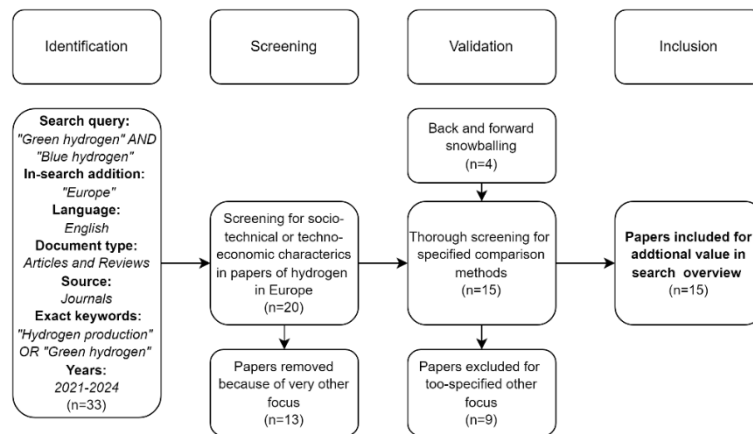 Identification
Screening
Validation
Inclusion
Search query:
"Green hydrogen" AND
"Blue hydrogen"
In-search addition:
"Europe"
Language:
English
Document type:
Articles and Reviews
Source:
Journals
Exact keywords:
"Hydrogen production"
OR "Green hydrogen"
Years:
2021-2024
(n=33)
Screening for socio-
technical or techno-
economic characterics
in papers of hydrogen
in Europe
(n=20)
Papers removed
because of very other
focus
(n=13)
Back and forward
snowballing
(n=4)
Thorough screening for
specified comparison
methods
(n=15)
Papers excluded for
too-specified other
focus
(n=9)
Papers included for
addtional value in
search overview
(n=15)